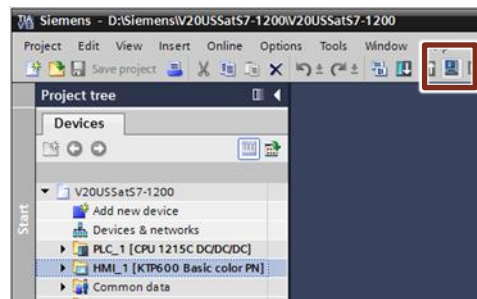 Siemens - D:\Siemens\V20USSatS7-1200\V20USSatS7-1200
Project Edit View Insert Online Options Tools Window
Save project
Project tree
Devices
V20USSatS7-1200
Add new device
Devices & networks
PLC_1 [CPU 1215C DC/DC/DC]
HMI_1 [KTP600 Basic color PN]
Common data
Start